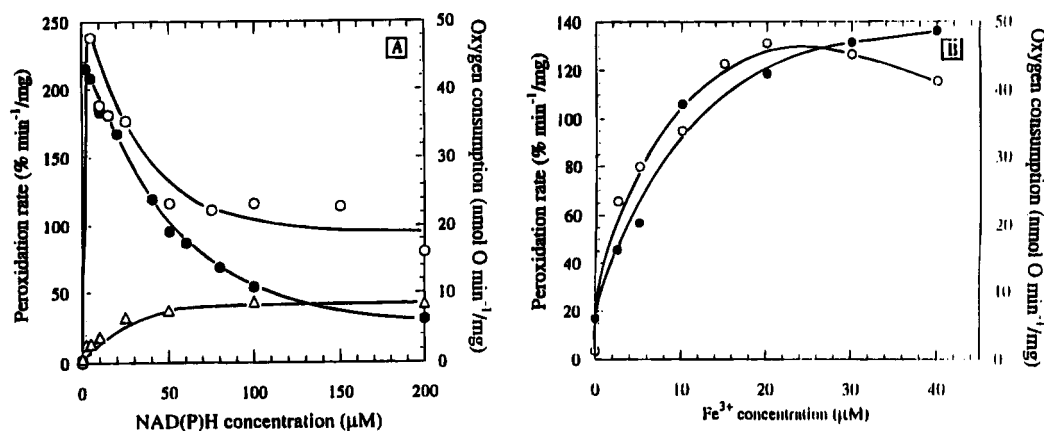 A
Peroxidation rate (% min⁻¹/mg)
250
200
150
100
50
0
50
40
30
20
10
0
Oxygen consumption (nmol O min⁻¹/mg)
0 50 100 150 200
NAD(P)H concentration (μM)
B
Peroxidation rate (% min⁻¹/mg)
140
120
100
80
60
40
20
0
50
40
30
20
10
0
Oxygen consumption (nmol O min⁻¹/mg)
0 10 20 30 40
Fe³⁺ concentration (μM)